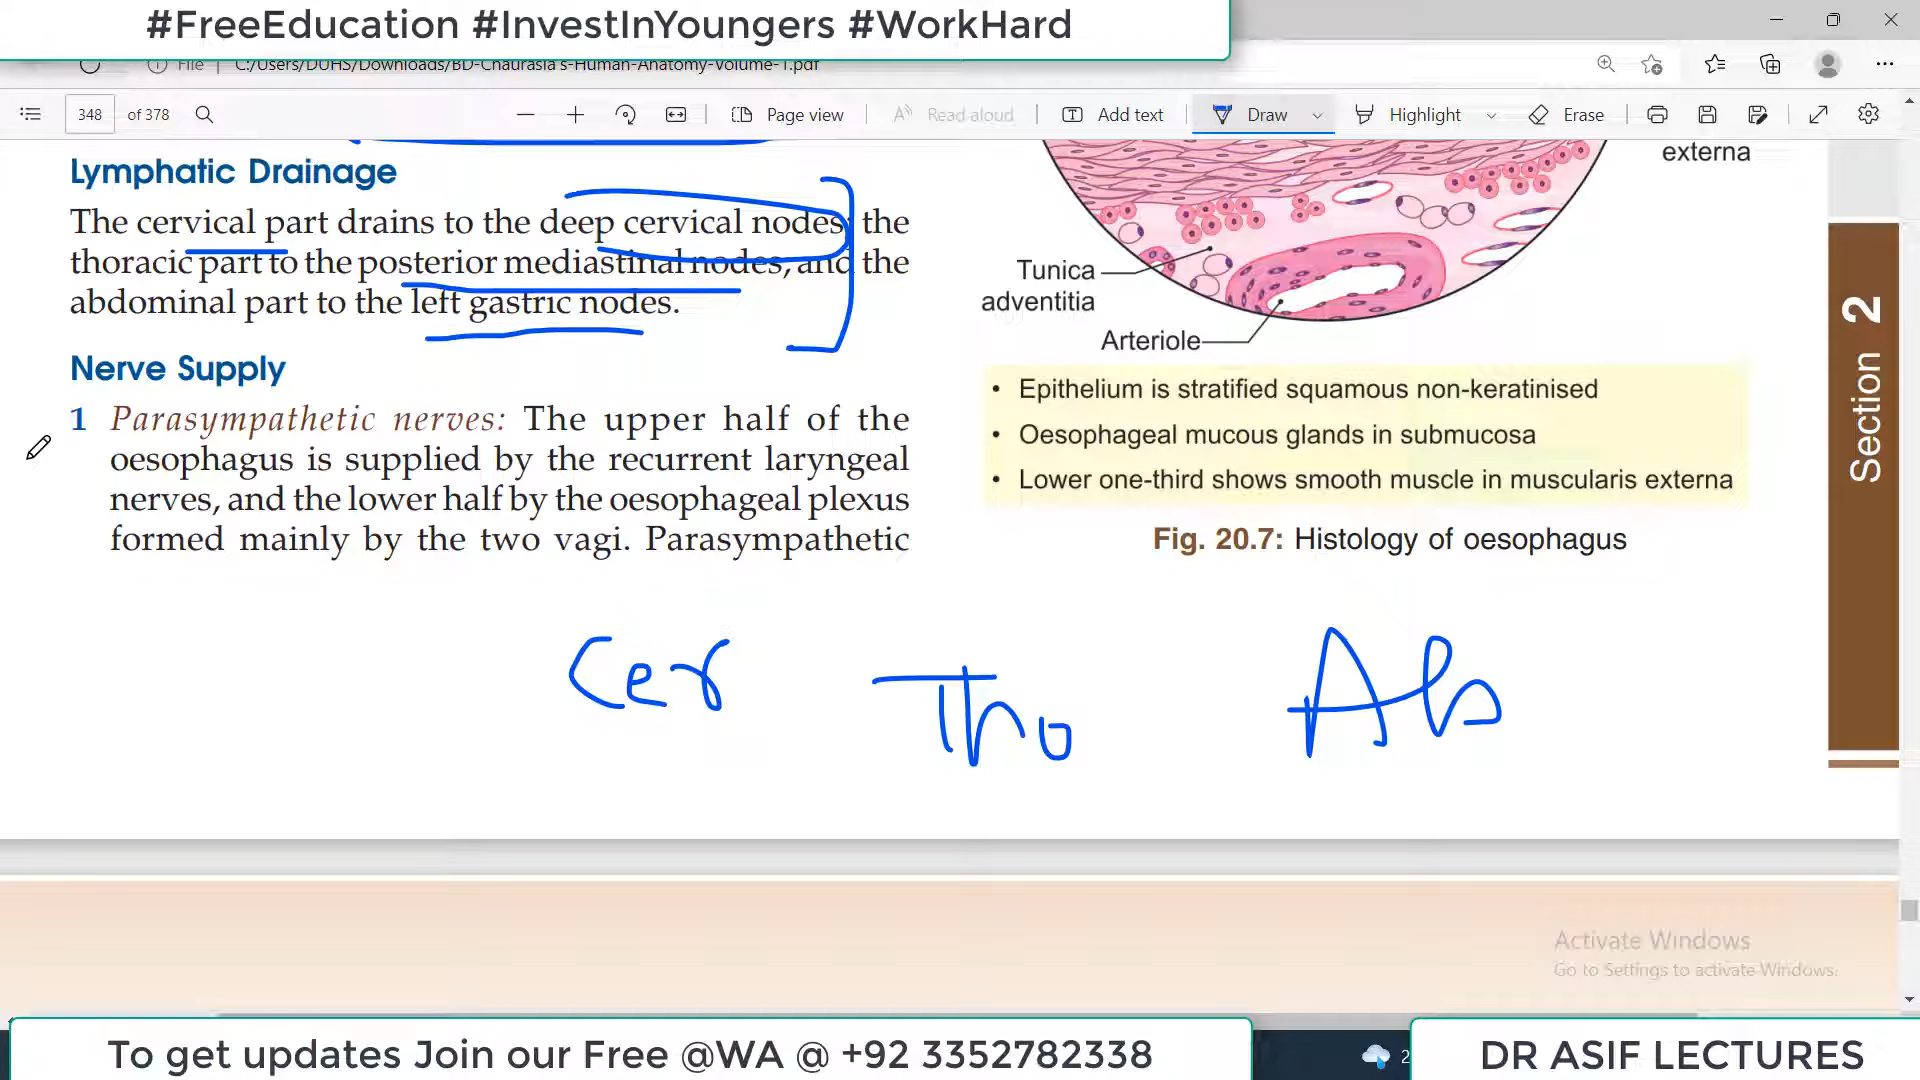 #FreeEducation #InvestInYoungers #WorkHard
File | C:/Users/DUHS/Downloads/BD-Chaurasia's-Human-Anatomy-Volume-1.pdf
348 of 378
Page view
Read aloud
Add text
Draw
Highlight
Erase
Lymphatic Drainage
The cervical part drains to the deep cervical nodes; the
thoracic part to the posterior mediastinal nodes, and the
abdominal part to the left gastric nodes.
Nerve Supply
1 Parasympathetic nerves: The upper half of the
oesophagus is supplied by the recurrent laryngeal
nerves, and the lower half by the oesophageal plexus
formed mainly by the two vagi. Parasympathetic
externa
Tunica
adventitia
Arteriole
• Epithelium is stratified squamous non-keratinised
• Oesophageal mucous glands in submucosa
• Lower one-third shows smooth muscle in muscularis externa
Fig. 20.7: Histology of oesophagus
Section 2
Cer Tho Ab
Activate Windows
Go to Settings to activate Windows.
To get updates Join our Free @WA @ +92 3352782338
2
DR ASIF LECTURES